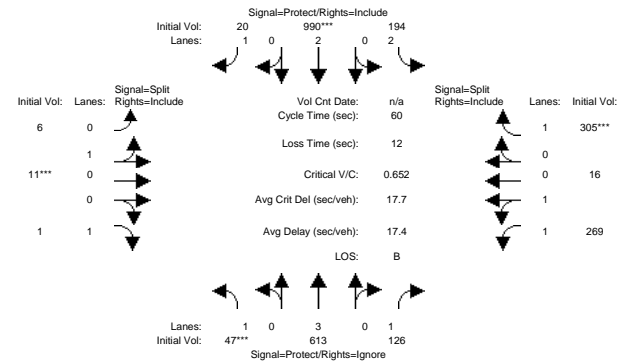 Signal=Protect/Rights=Include
Initial Vol: 20 990*** 194
Lanes: 1 0 2 0 2
Signal=Split
Initial Vol: Lanes: Rights=Include
Vol Cnt Date: n/a
Signal=Split
Rights=Include Lanes: Initial Vol:
Cycle Time (sec): 60
6 0 1 305***
Loss Time (sec): 12
1 0
11*** 0 Critical V/C: 0.652 0 16
0 Avg Crit Del (sec/veh): 17.7 1
1 1 Avg Delay (sec/veh): 17.4 1 269
LOS: B
Lanes: 1 0 3 0 1
Initial Vol: 47*** 613 126
Signal=Protect/Rights=Ignore